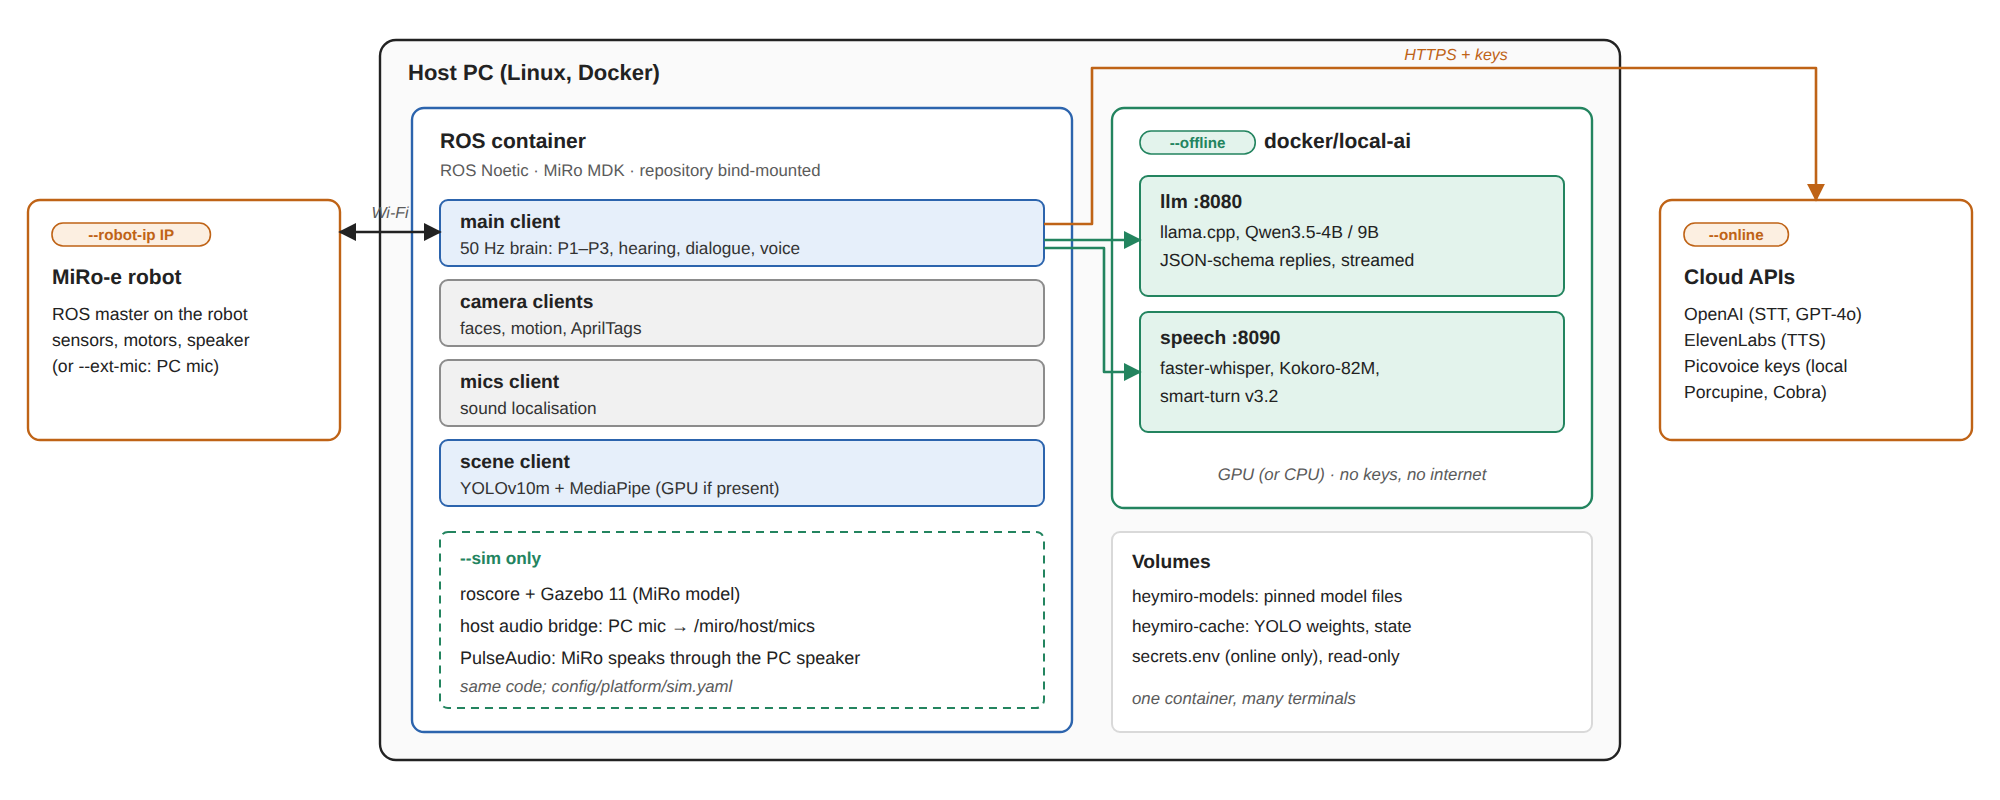 HTTPS + keys
Host PC (Linux, Docker)
Wi-Fi
--robot-ip IP
MiRo-e robot
ROS master on the robot
sensors, motors, speaker
(or --ext-mic: PC mic)
ROS container
ROS Noetic · MiRo MDK · repository bind-mounted
main client
50 Hz brain: P1–P3, hearing, dialogue, voice
camera clients
faces, motion, AprilTags
mics client
sound localisation
scene client
YOLOv10m + MediaPipe (GPU if present)
--sim only
roscore + Gazebo 11 (MiRo model)
host audio bridge: PC mic → /miro/host/mics
PulseAudio: MiRo speaks through the PC speaker
same code; config/platform/sim.yaml
--offline docker/local-ai
llm :8080
llama.cpp, Qwen3.5-4B / 9B
JSON-schema replies, streamed
speech :8090
faster-whisper, Kokoro-82M,
smart-turn v3.2
GPU (or CPU) · no keys, no internet
Volumes
heymiro-models: pinned model files
heymiro-cache: YOLO weights, state
secrets.env (online only), read-only
one container, many terminals
--online
Cloud APIs
OpenAI (STT, GPT-4o)
ElevenLabs (TTS)
Picovoice keys (local
Porcupine, Cobra)